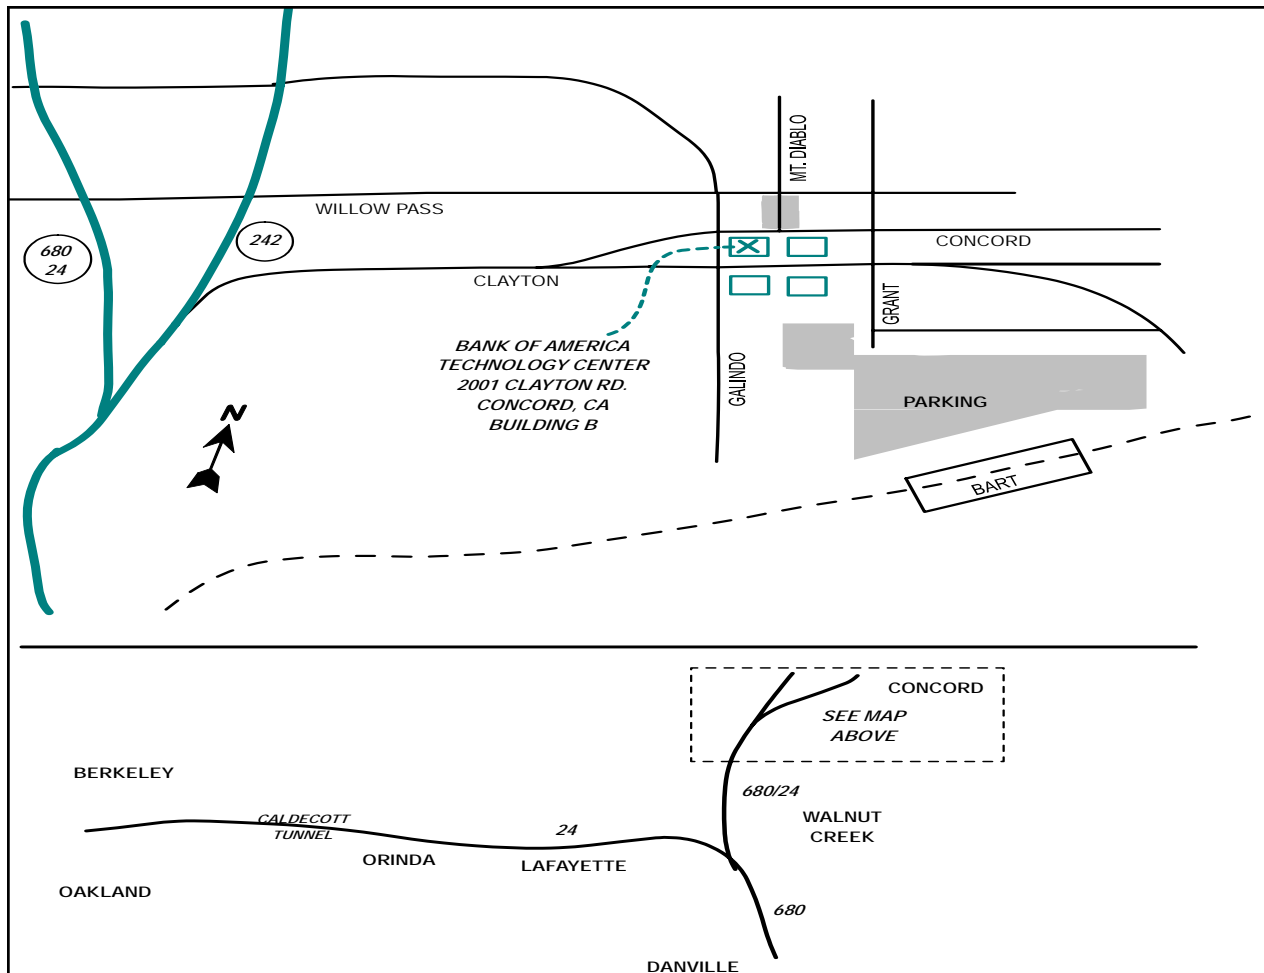 MT. DIABLO
WILLOW PASS
680
24
242
CONCORD
CLAYTON
GRANT
BANK OF AMERICA
TECHNOLOGY CENTER
2001 CLAYTON RD.
CONCORD, CA
BUILDING B
GALINDO
PARKING
N
BART
CONCORD
SEE MAP
ABOVE
BERKELEY
680/24
WALNUT
CREEK
CALDECOTT
TUNNEL
24
ORINDA
LAFAYETTE
OAKLAND
680
DANVILLE